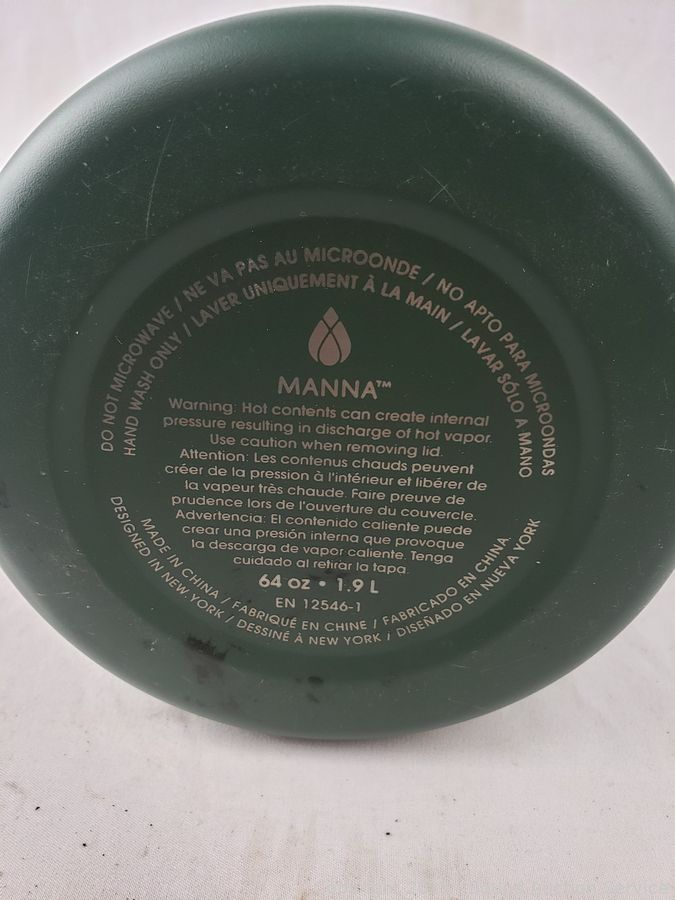 DO NOT MICROWAVE / NE VA PAS AU MICROONDE / NO APTO PARA MICROONDAS
HAND WASH ONLY / LAVER UNIQUEMENT À LA MAIN / LAVAR SÓLO A MANO
MANNA™
Warning: Hot contents can create internal
pressure resulting in discharge of hot vapor.
Use caution when removing lid.
Attention: Les contenus chauds peuvent
créer de la pression à l'intérieur et libérer de
la vapeur très chaude. Faire preuve de
prudence lors de l'ouverture du couvercle.
Advertencia: El contenido caliente puede
crear una presión interna que provoque
la descarga de vapor caliente. Tenga
cuidado al retirar la tapa.
64 oz • 1.9 L
EN 12546-1
MADE IN CHINA / FABRIQUÉ EN CHINE / FABRICADO EN CHINA
DESIGNED IN NEW YORK / DESSINÉ À NEW YORK / DISEÑADO EN NUEVA YORK
Auction Service